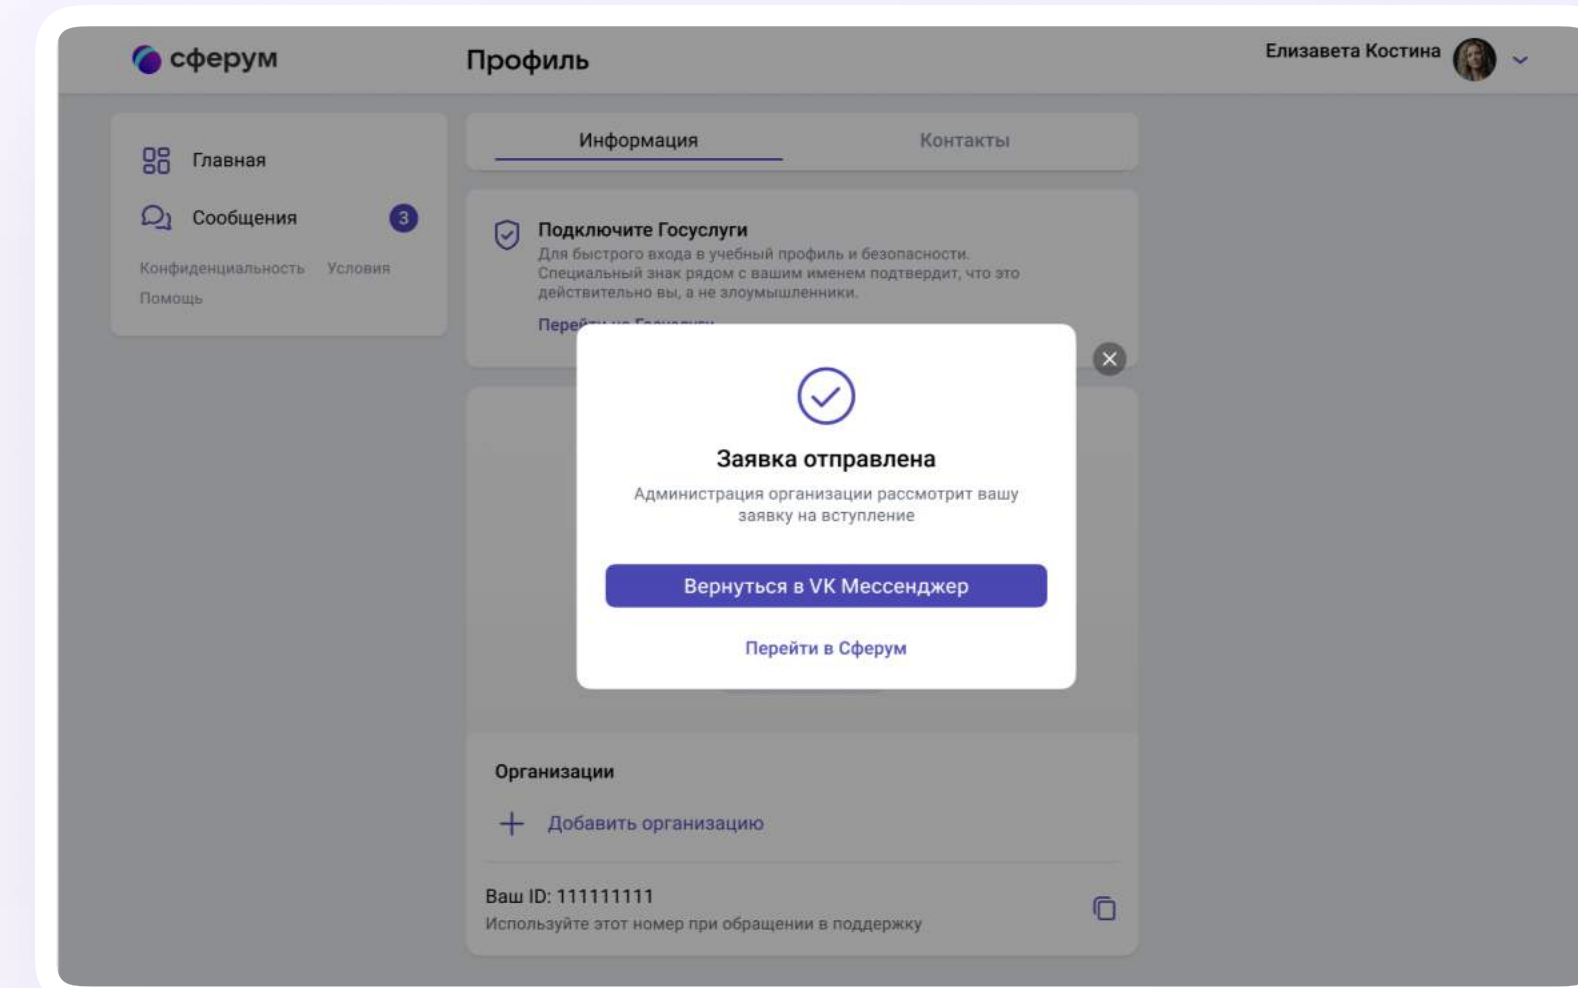 сферум
Профиль
Елизавета Костина
Главная
Сообщения
3
Конфиденциальность Условия
Помощь
Информация
Контакты
Подключите Госуслуги
Для быстрого входа в учебный профиль и безопасности.
Специальный знак рядом с вашим именем подтвердит, что это
действительно вы, а не злоумышленники.
Заявка отправлена
Администрация организации рассмотрит вашу
заявку на вступление
Вернуться в VK Мессенджер
Перейти в Сферум
Организации
Добавить организацию
Ваш ID: 111111111
Используйте этот номер при обращении в поддержку